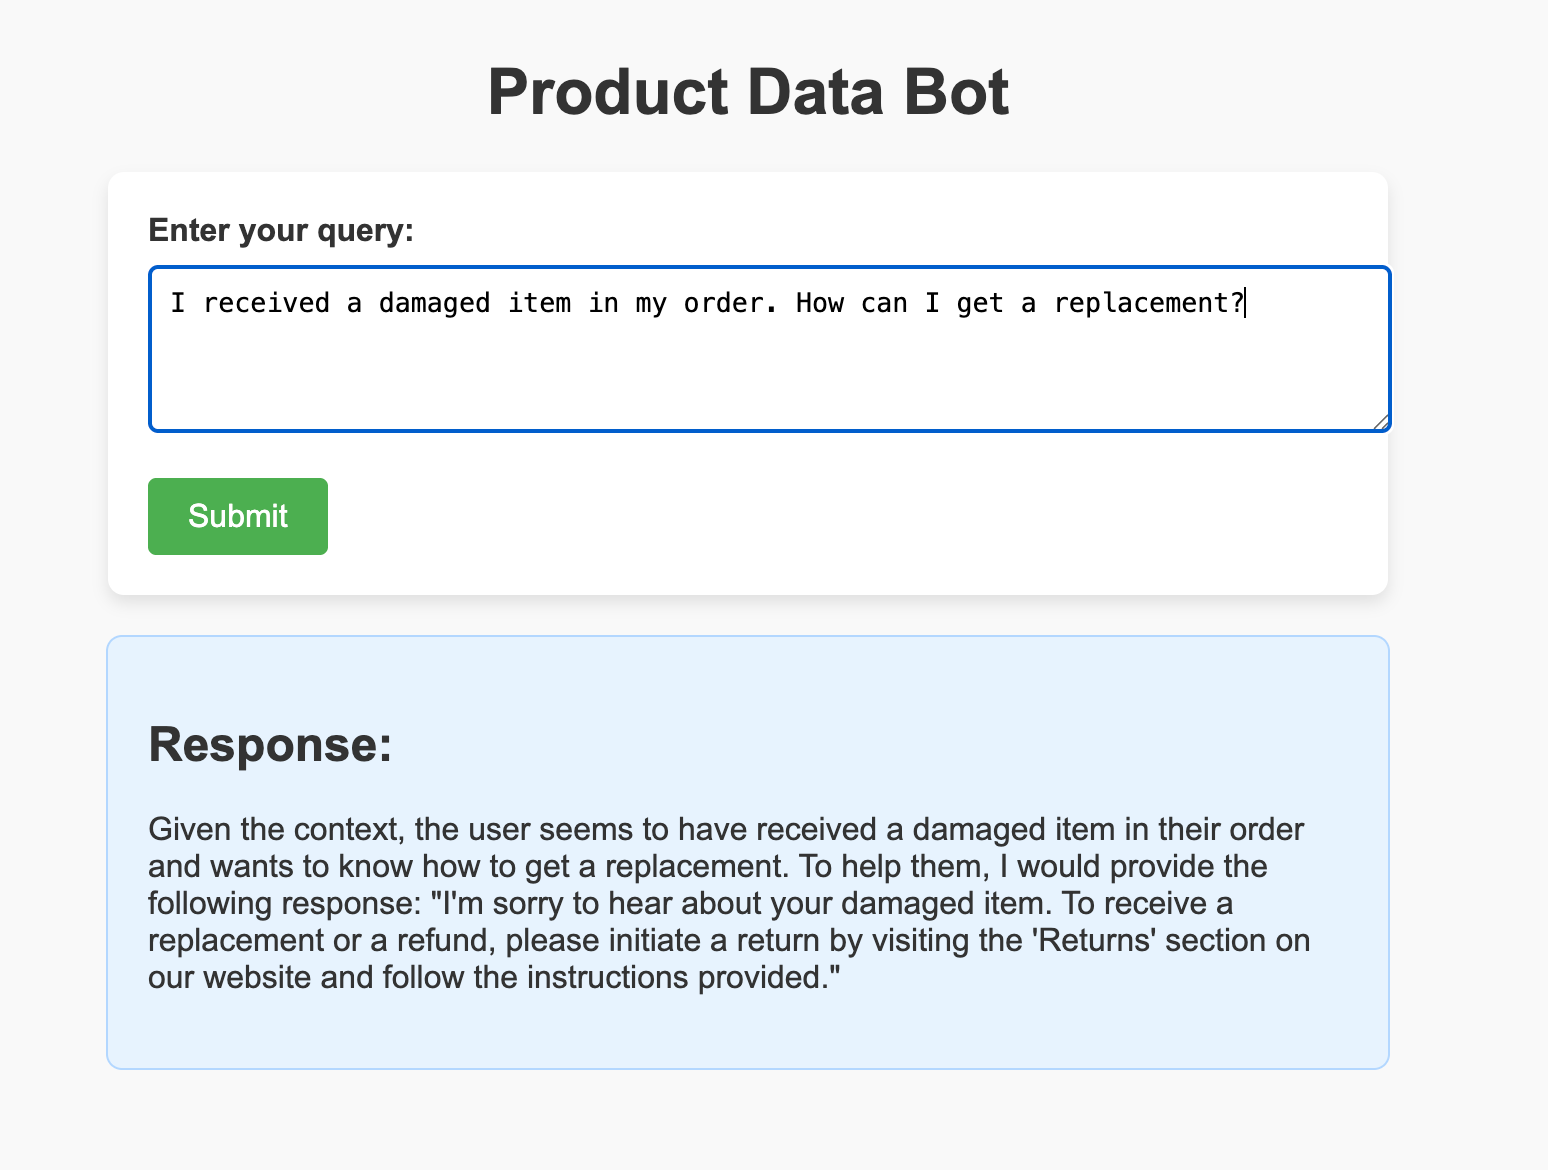 Product Data Bot
Enter your query:
I received a damaged item in my order. How can I get a replacement?
Submit
Response:
Given the context, the user seems to have received a damaged item in their order
and wants to know how to get a replacement. To help them, I would provide the
following response: "I'm sorry to hear about your damaged item. To receive a
replacement or a refund, please initiate a return by visiting the 'Returns' section on
our website and follow the instructions provided."